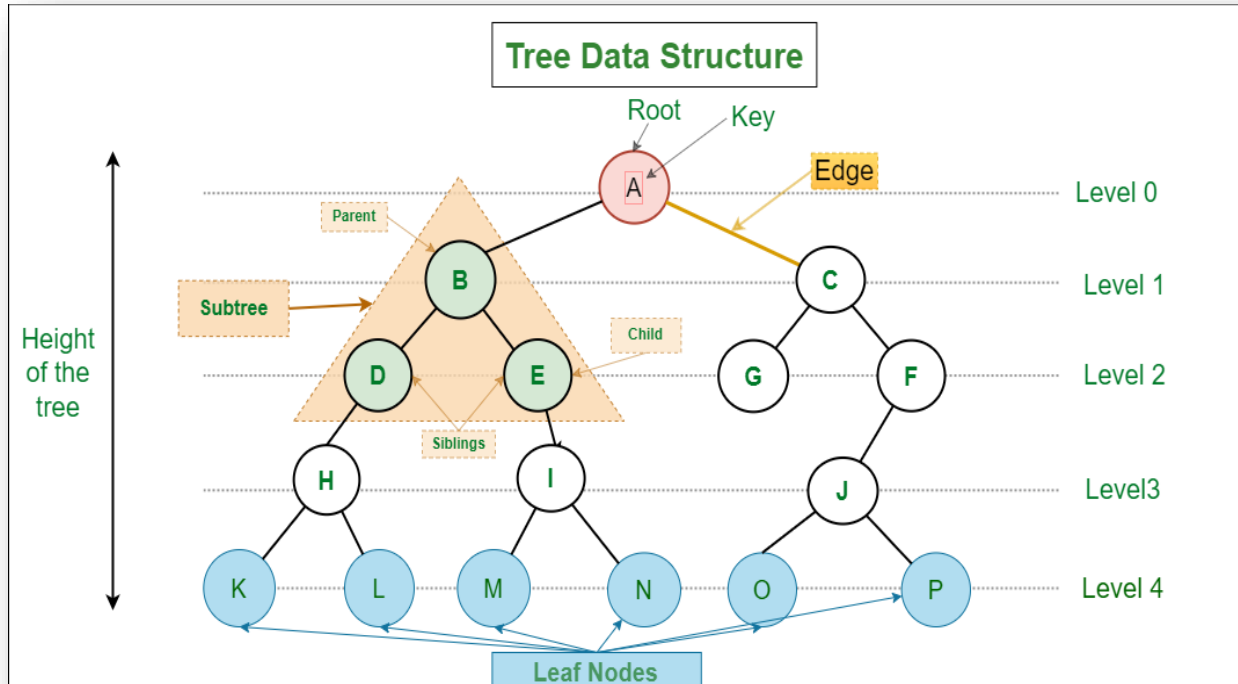 Tree Data Structure
Root
Key
A
Edge
Level 0
Parent
B
C
Level 1
Subtree
Child
Height
of the
tree
D
E
G
F
Level 2
Siblings
H
I
J
Level3
K
L
M
N
O
P
Level 4
Leaf Nodes